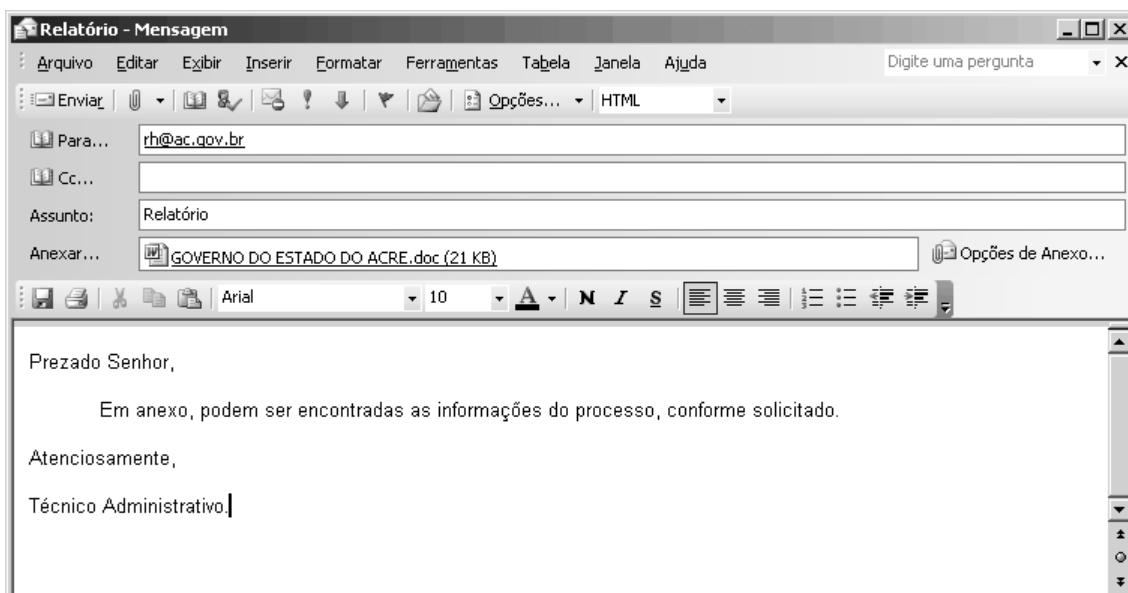 Relatório - Mensagem
Arquivo Editar Exibir Inserir Formatar Ferramentas Tabela Janela Ajuda Digite uma pergunta
Enviar Opções... HTML
Para... rh@ac.gov.br
Cc...
Assunto: Relatório
Anexar... GOVERNO DO ESTADO DO ACRE.doc (21 KB) Opções de Anexo...
Arial 10 A N I S
Prezado Senhor,
Em anexo, podem ser encontradas as informações do processo, conforme solicitado.
Atenciosamente,
Técnico Administrativo.